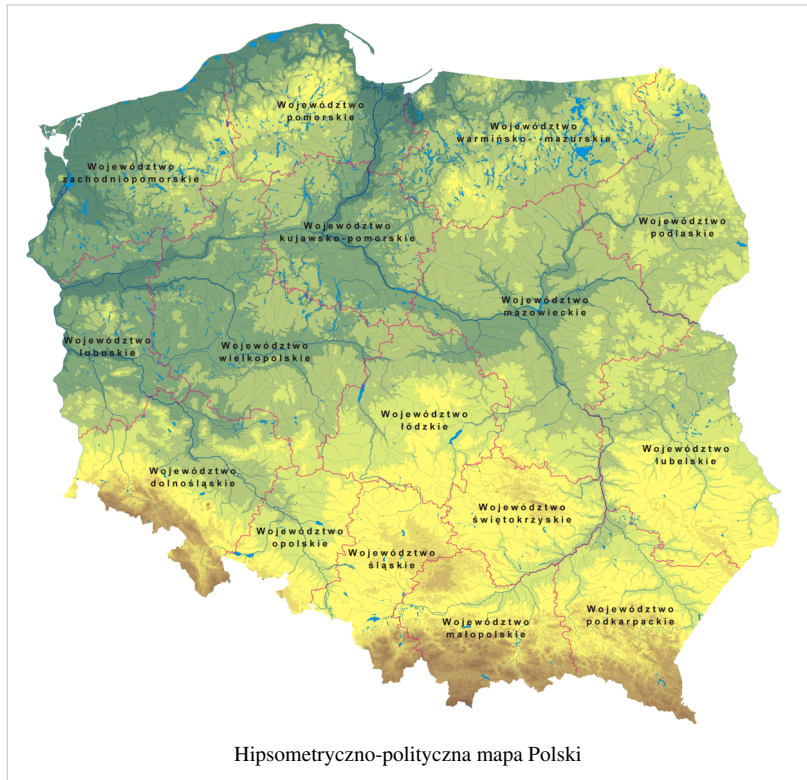 Województwo
pomorskie
Województwo
warmińsko-mazurskie
Województwo
zachodniopomorskie
Województwo
kujawsko-pomorskie
Województwo
podlaskie
Województwo
mazowieckie
Województwo
lubuskie
Województwo
wielkopolskie
Województwo
łódzkie
Województwo
lubelskie
Województwo
dolnośląskie
Województwo
świętokrzyskie
Województwo
opolskie
Województwo
śląskie
Województwo
małopolskie
Województwo
podkarpackie
Hipsometryczno-polityczna mapa Polski